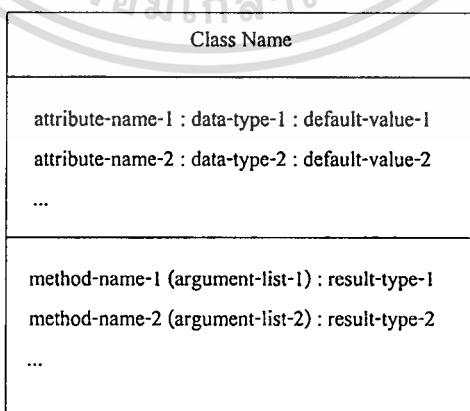 Class Name
attribute-name-1 : data-type-1 : default-value-1
attribute-name-2 : data-type-2 : default-value-2
...
method-name-1 (argument-list-1) : result-type-1
method-name-2 (argument-list-2) : result-type-2
...